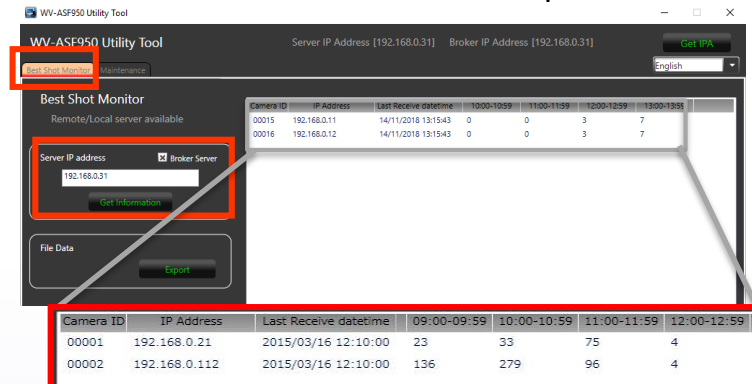 WV-ASF950 Utility Tool
WV-ASF950 Utility Tool
Server IP Address [192.168.0.31] Broker IP Address [192.168.0.31]
Get IPA
Best Shot Monitor Maintenance
English
Best Shot Monitor
Remote/Local server available
Camera ID IP Address Last Receive datetime 10:00-10:59 11:00-11:59 12:00-12:59 13:00-13:59
00015 192.168.0.11 14/11/2018 13:15:43 0 0 3 7
00016 192.168.0.12 14/11/2018 13:15:43 0 0 3 7
Server IP address Broker Server
192.168.0.31
Get Information
File Data
Export
Camera ID IP Address Last Receive datetime 09:00-09:59 10:00-10:59 11:00-11:59 12:00-12:59
00001 192.168.0.21 2015/03/16 12:10:00 23 33 75 4
00002 192.168.0.112 2015/03/16 12:10:00 136 279 96 4